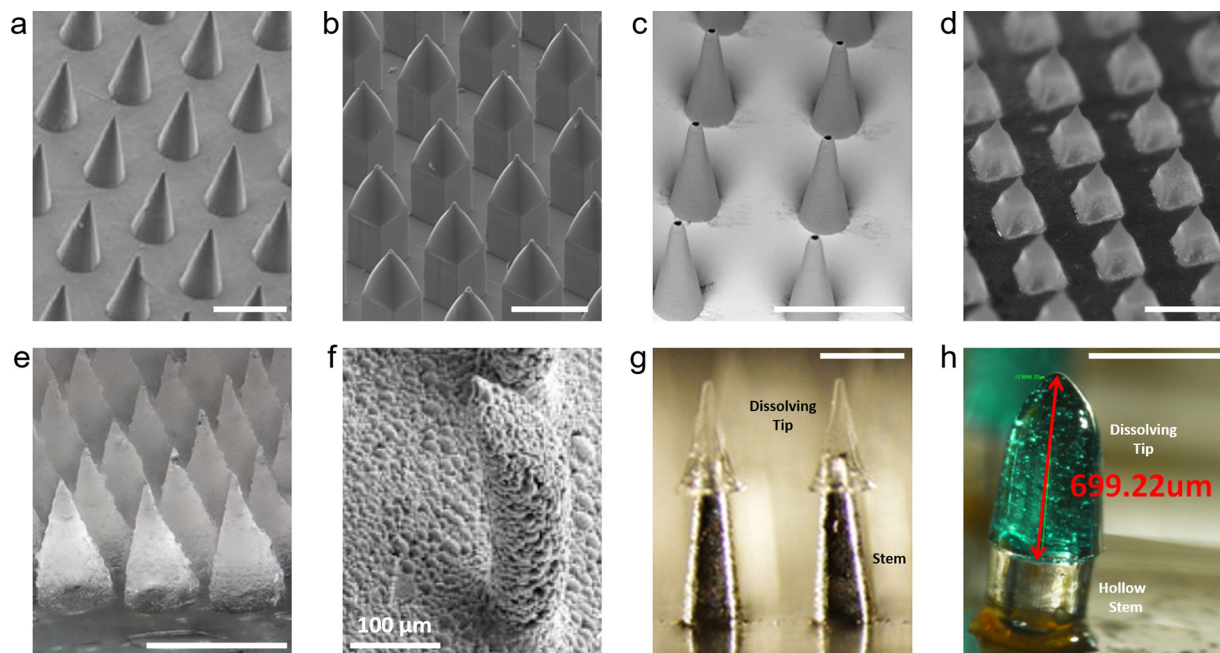 a
b
c
d
e
f
g
h
Dissolving
Tip
Dissolving
Tip
699.22um
Stem
Hollow
Stem
100 μm